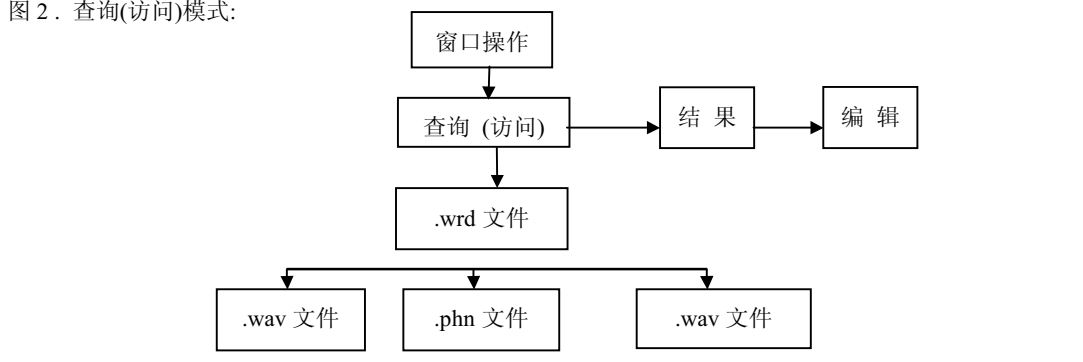 图 2 . 查询(访问)模式:
窗口操作
查询 (访问)
结 果
编 辑
.wrd 文件
.wav 文件
.phn 文件
.wav 文件